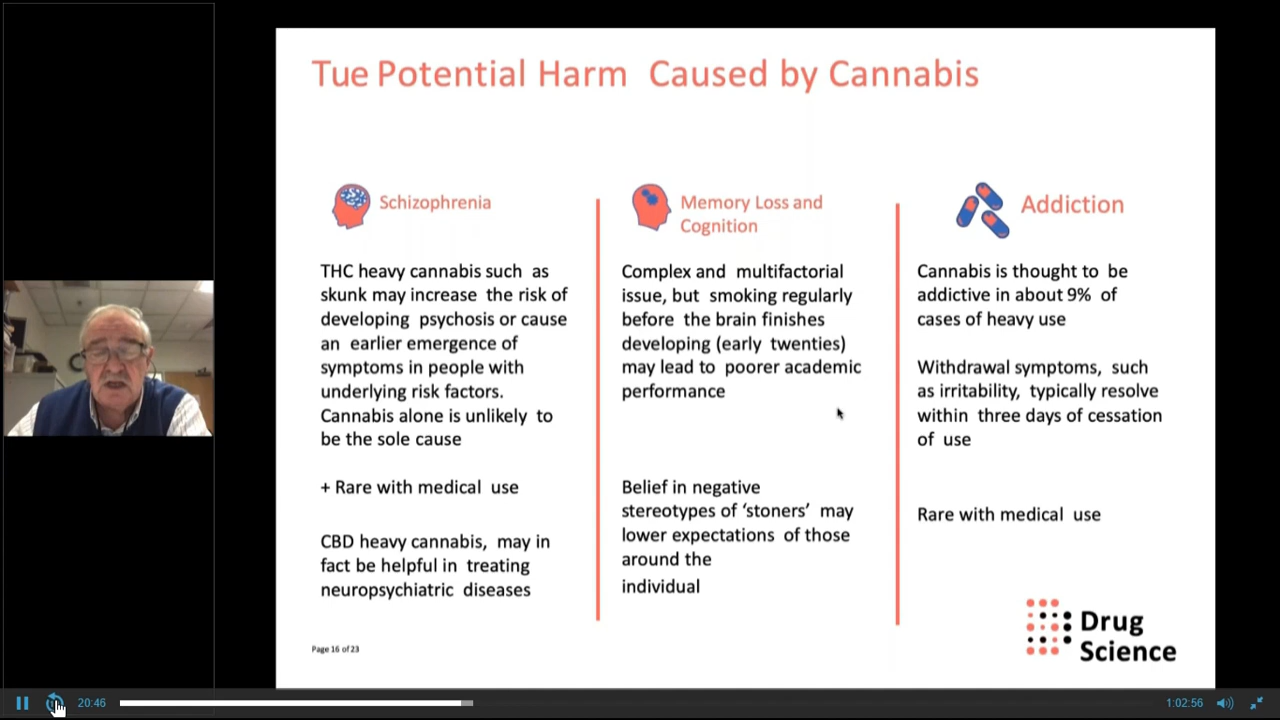 Tue Potential Harm Caused by Cannabis
Schizophrenia
THC heavy cannabis such as
skunk may increase the risk of
developing psychosis or cause
an earlier emergence of
symptoms in people with
underlying risk factors.
Cannabis alone is unlikely to
be the sole cause
+ Rare with medical use
CBD heavy cannabis, may in
fact be helpful in treating
neuropsychiatric diseases
Memory Loss and
Cognition
Complex and multifactorial
issue, but smoking regularly
before the brain finishes
developing (early twenties)
may lead to poorer academic
performance
Belief in negative
stereotypes of ‘stoners’ may
lower expectations of those
around the
individual
Addiction
Cannabis is thought to be
addictive in about 9% of
cases of heavy use
Withdrawal symptoms, such
as irritability, typically resolve
within three days of cessation
of use
Rare with medical use
Drug
Science
Page 16 of 23
20:46
1:02:56